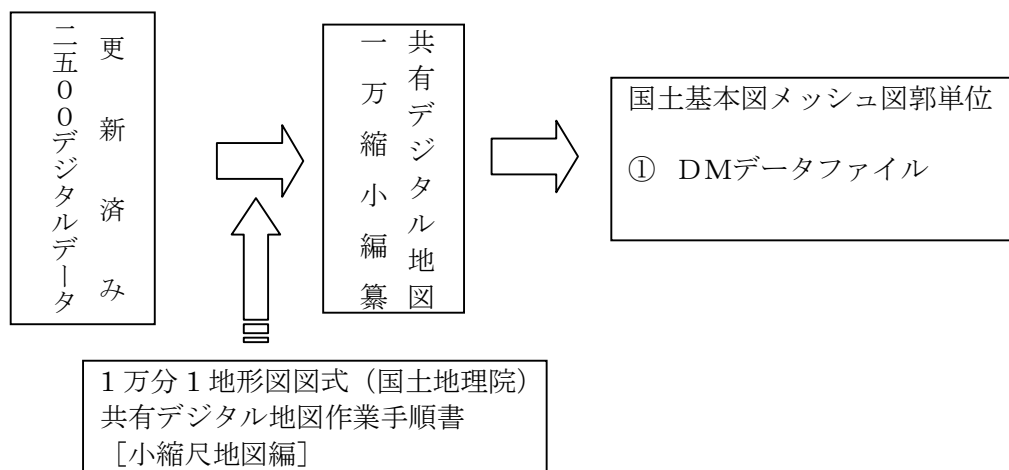 更新済み
二五００デジタルデータ
共有デジタル地図
一万縮小編纂
国土基本図メッシュ図郭単位
① ＤＭデータファイル
１万分１地形図図式（国土地理院）
共有デジタル地図作業手順書
［小縮尺地図編］